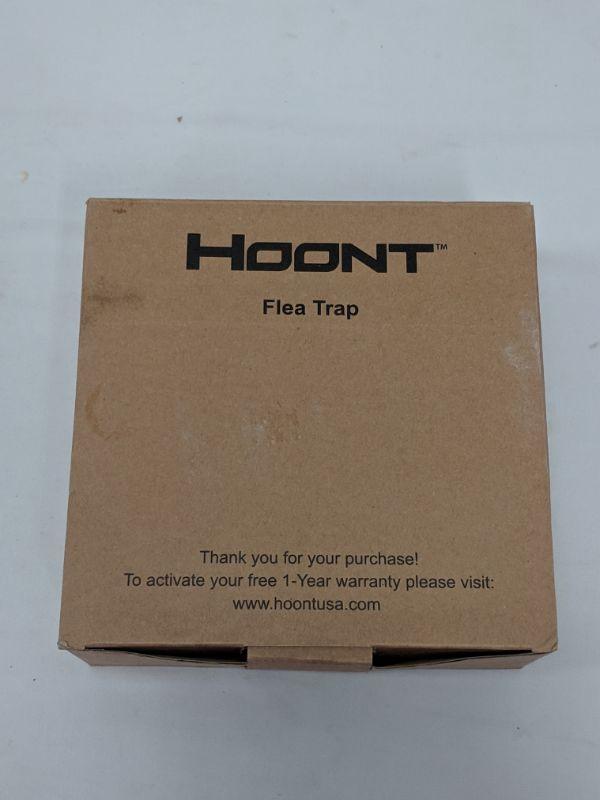 HOONT™
Flea Trap
Thank you for your purchase!
To activate your free 1-Year warranty please visit:
www.hoontusa.com